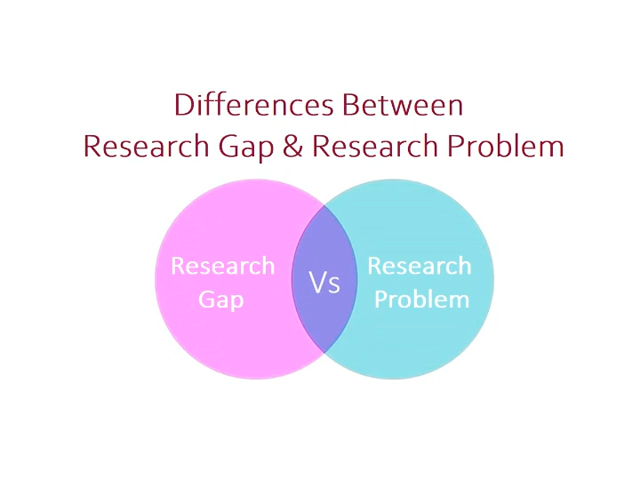 Differences Between
Research Gap & Research Problem
Research
Gap
Vs
Research
Problem